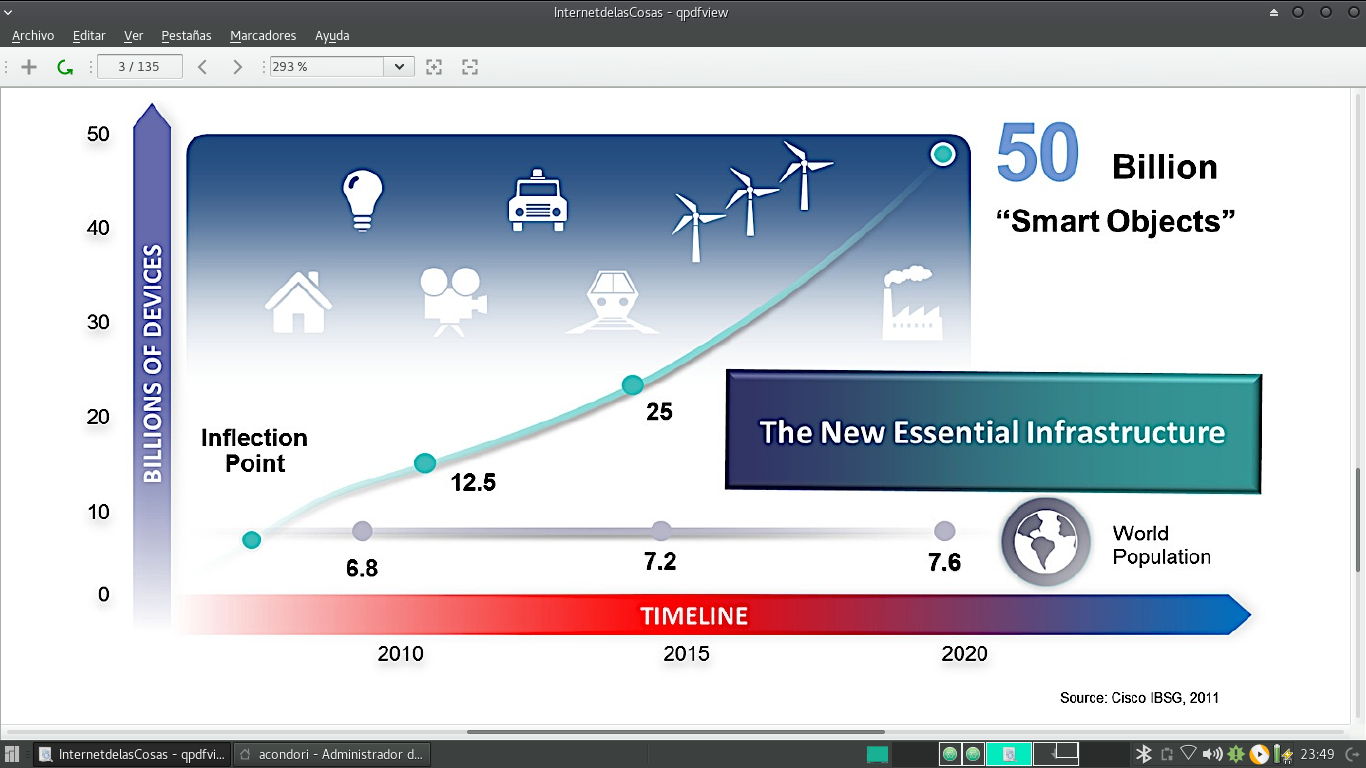 InternetdelasCosas - qpdfview
Archivo Editar Ver Pestañas Marcadores Ayuda
3 / 135 293 %
50
40
30
20
10
0
BILLIONS OF DEVICES
50 Billion
“Smart Objects”
Inflection
Point
25
12.5
The New Essential Infrastructure
6.8
7.2
7.6
World
Population
TIMELINE
2010
2015
2020
Source: Cisco IBSG, 2011
InternetdelasCosas - qpdfvi...
acondori - Administrador d...
23:49